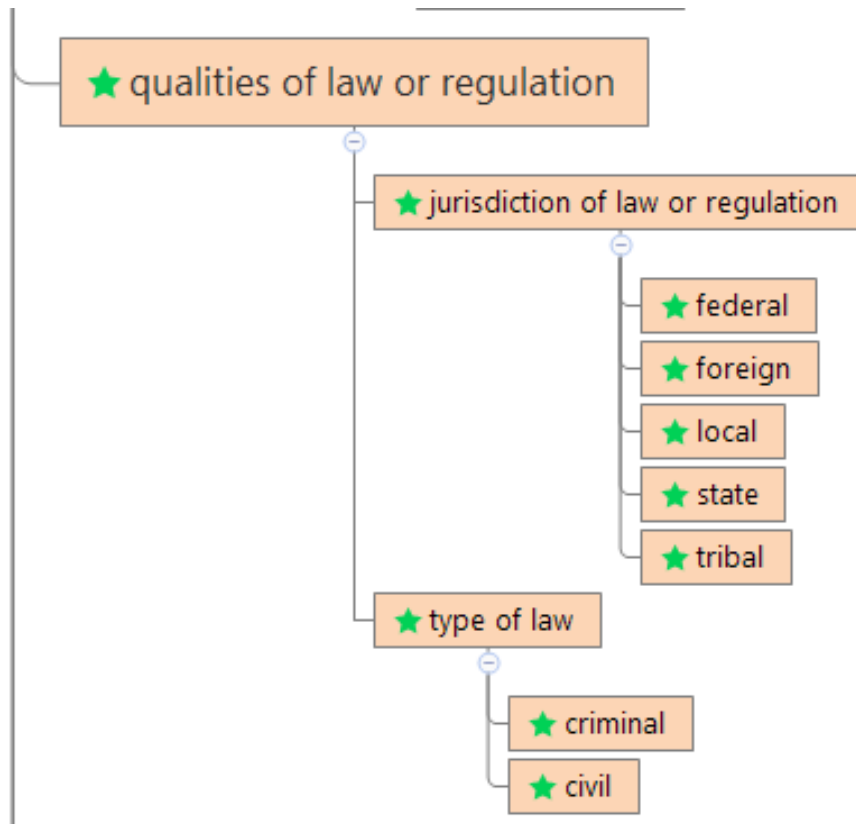 qualities of law or regulation
jurisdiction of law or regulation
federal
foreign
local
state
tribal
type of law
criminal
civil